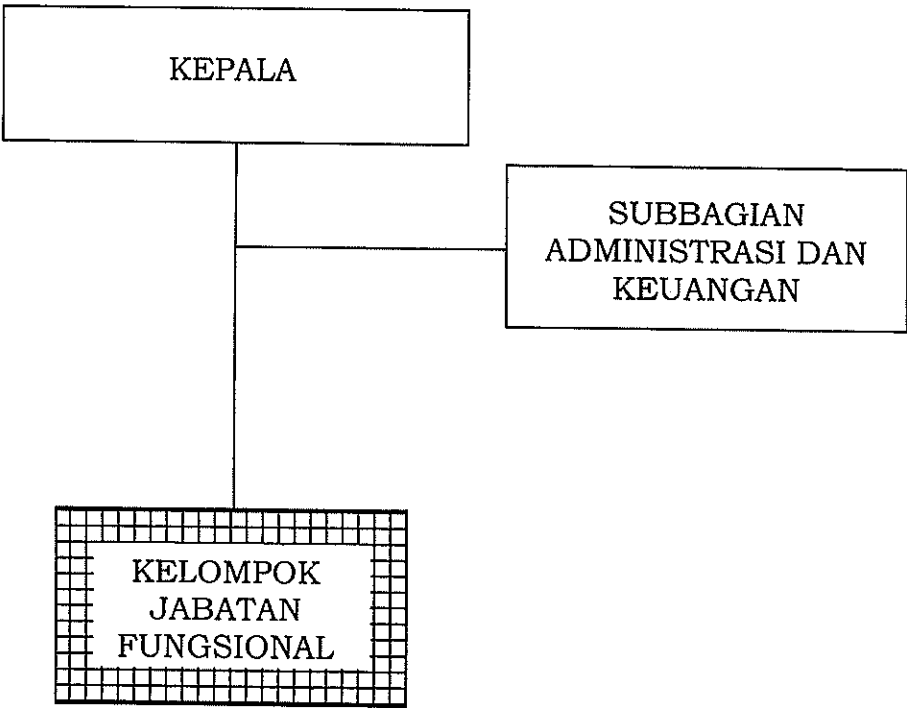 KEPALA
SUBBAGIAN
ADMINISTRASI DAN
KEUANGAN
KELOMPOK
JABATAN
FUNGSIONAL